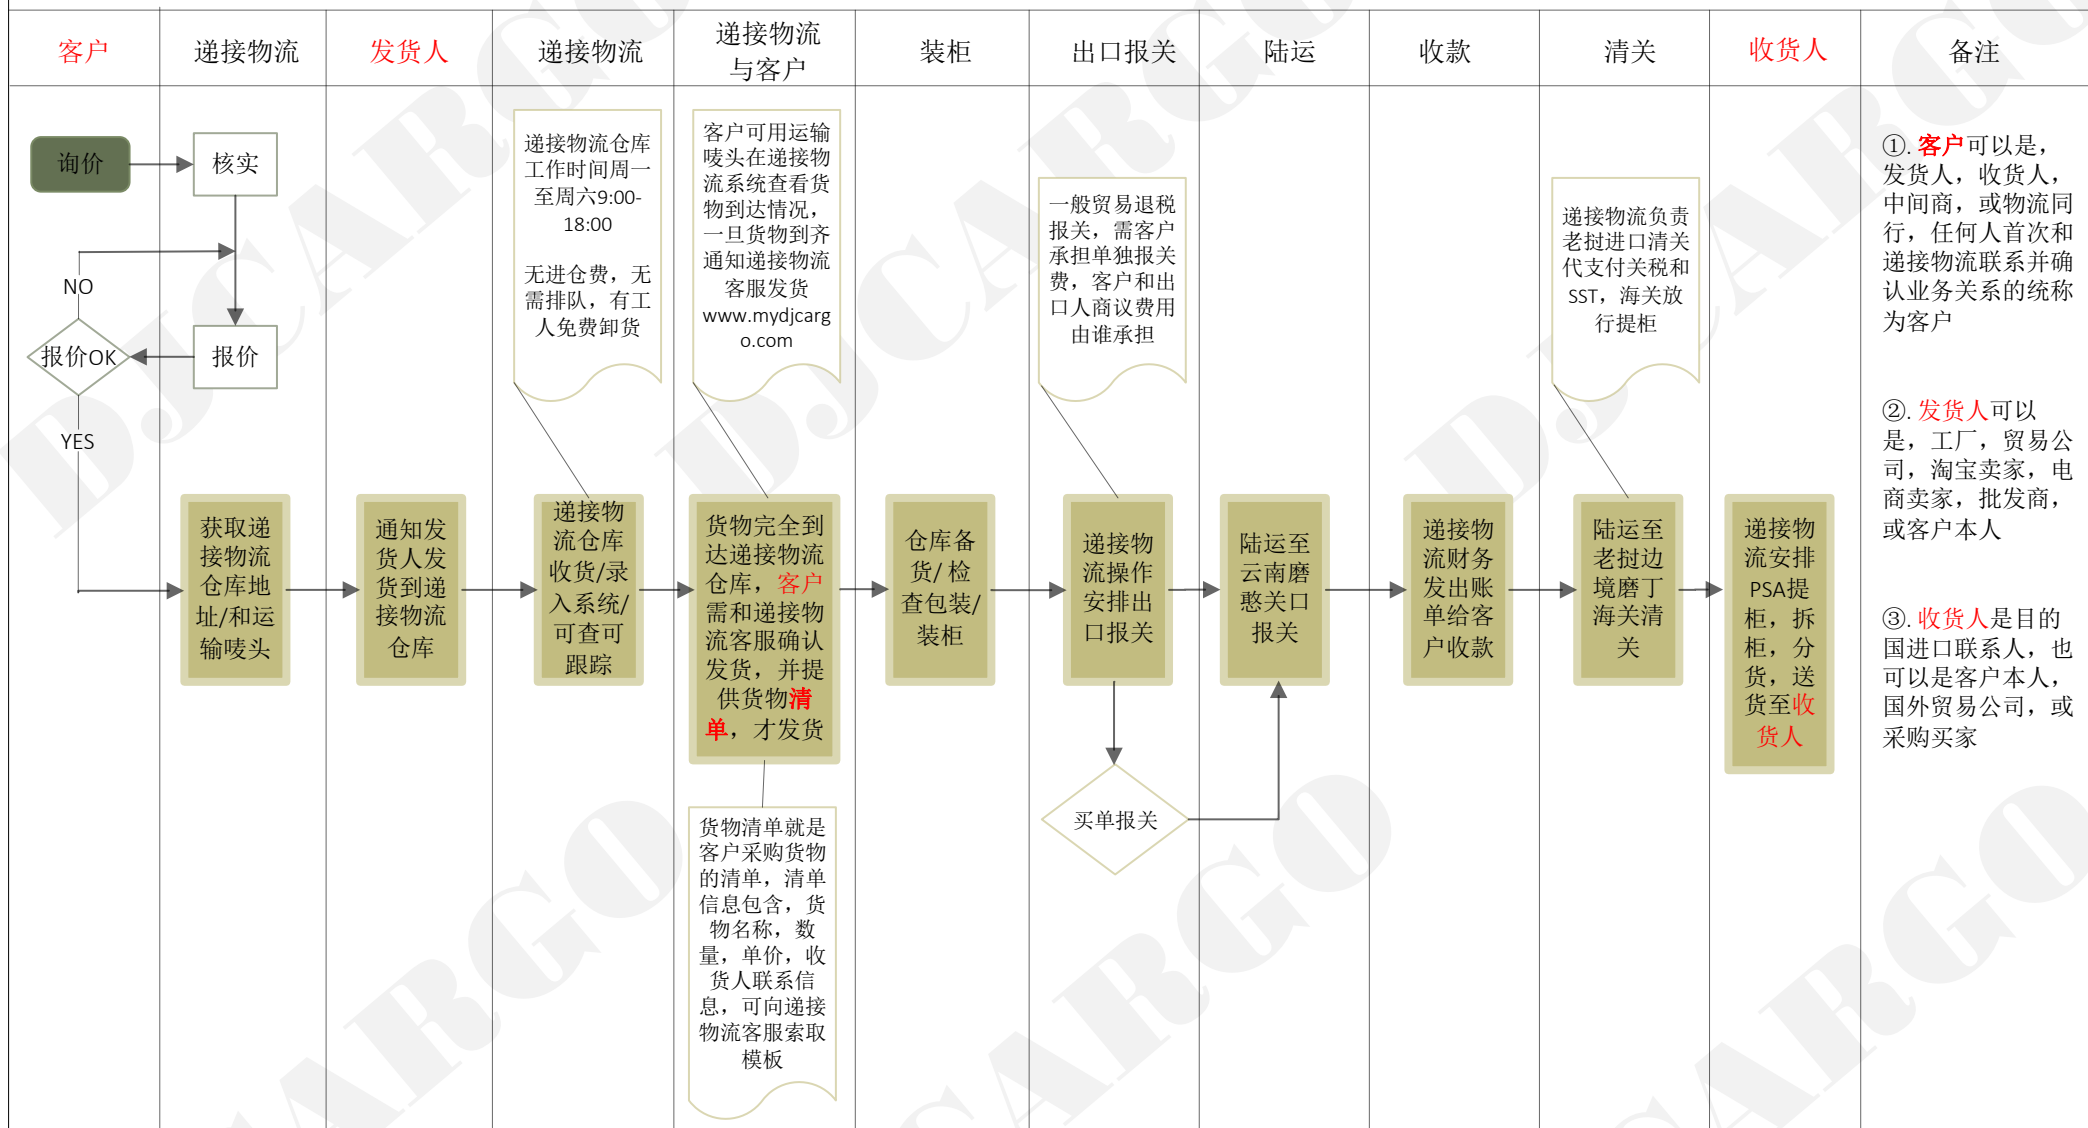 客户
递接物流
发货人
递接物流
递接物流
与客户
装柜
出口报关
陆运
收款
清关
收货人
备注
询价
核实
NO
报价OK
报价
YES
递接物流仓库
工作时间周一
至周六9:00-
18:00
无进仓费，无
需排队，有工
人免费卸货
客户可用运输
唛头在递接物
流系统查看货
物到达情况，
一旦货物到齐
通知递接物流
客服发货
www.mydjcarg
o.com
一般贸易退税
报关，需客户
承担单独报关
费，客户和出
口人商议费用
由谁承担
递接物流负责
老挝进口清关
代支付关税和
SST，海关放
行提柜
获取递
接物流
仓库地
址/和运
输唛头
通知发
货人发
货到递
接物流
仓库
递接物
流仓库
收货/录
入系统/
可查可
跟踪
货物完全到
达递接物流
仓库，客户
需和递接物
流客服确认
发货，并提
供货物清
单，才发货
仓库备
货/ 检
查包装/
装柜
递接物
流操作
安排出
口报关
陆运至
云南磨
憨关口
报关
递接物
流财务
发出账
单给客
户收款
陆运至
老挝边
境磨丁
海关清
关
递接物
流安排
PSA提
柜，拆
柜，分
货，送
货至收
货人
买单报关
货物清单就是
客户采购货物
的清单，清单
信息包含，货
物名称，数
量，单价，收
货人联系信
息，可向递接
物流客服索取
模板
①. 客户可以是，
发货人，收货人，
中间商，或物流同
行，任何人首次和
递接物流联系并确
认业务关系的统称
为客户
②. 发货人可以
是，工厂，贸易公
司，淘宝卖家，电
商卖家，批发商，
或客户本人
③. 收货人是目的
国进口联系人，也
可以是客户本人，
国外贸易公司，或
采购买家
DJCARGO
DJCARGO
DJCARGO
CARGO
CARGO
CARGO